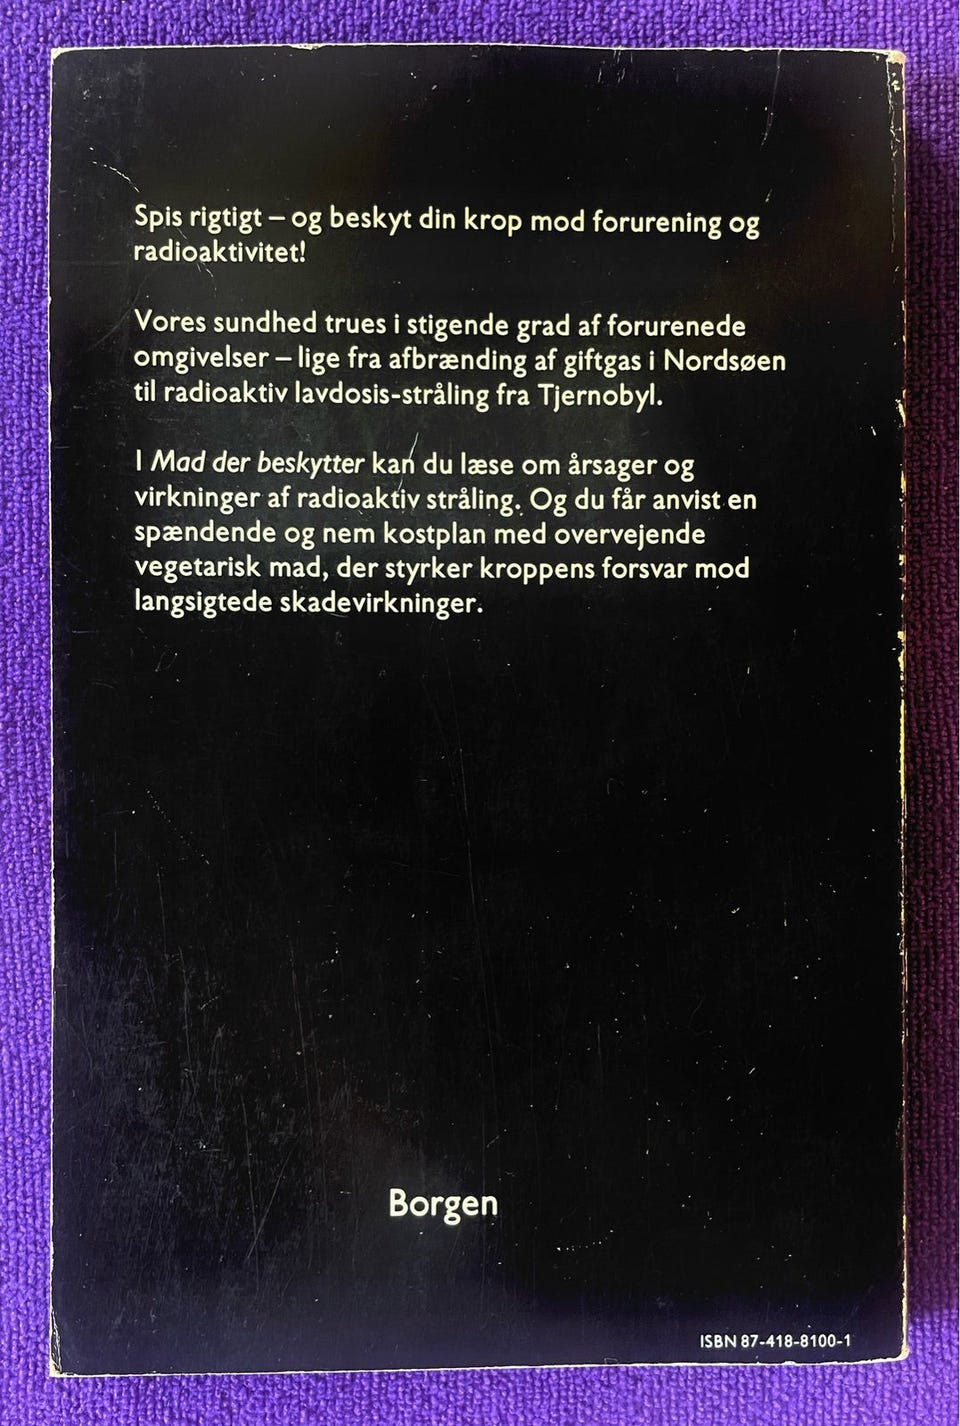 Spis rigtigt – og beskyt din krop mod forurening og
radioaktivitet!
Vores sundhed trues i stigende grad af forurenede
omgivelser – lige fra afbrænding af giftgas i Nordsøen
til radioaktiv lavdosis-stråling fra Tjernobyl.
I Mad der beskytter kan du læse om årsager og
virkninger af radioaktiv stråling. Og du får anvist en
spændende og nem kostplan med overvejende
vegetarisk mad, der styrker kroppens forsvar mod
langsigtede skadevirkninger.
Borgen
ISBN 87-418-8100-1